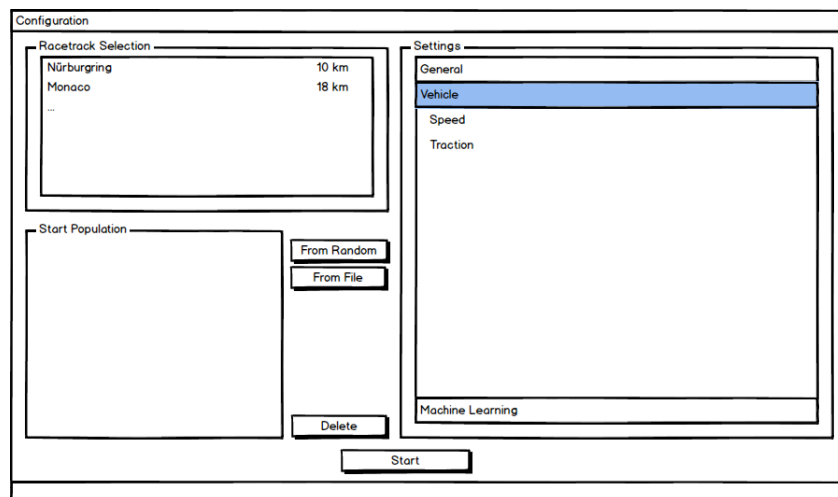 Configuration
Racetrack Selection
Nürburgring 10 km
Monaco 18 km
...
Start Population
From Random
From File
Delete
Settings
General
Vehicle
Speed
Traction
Machine Learning
Start